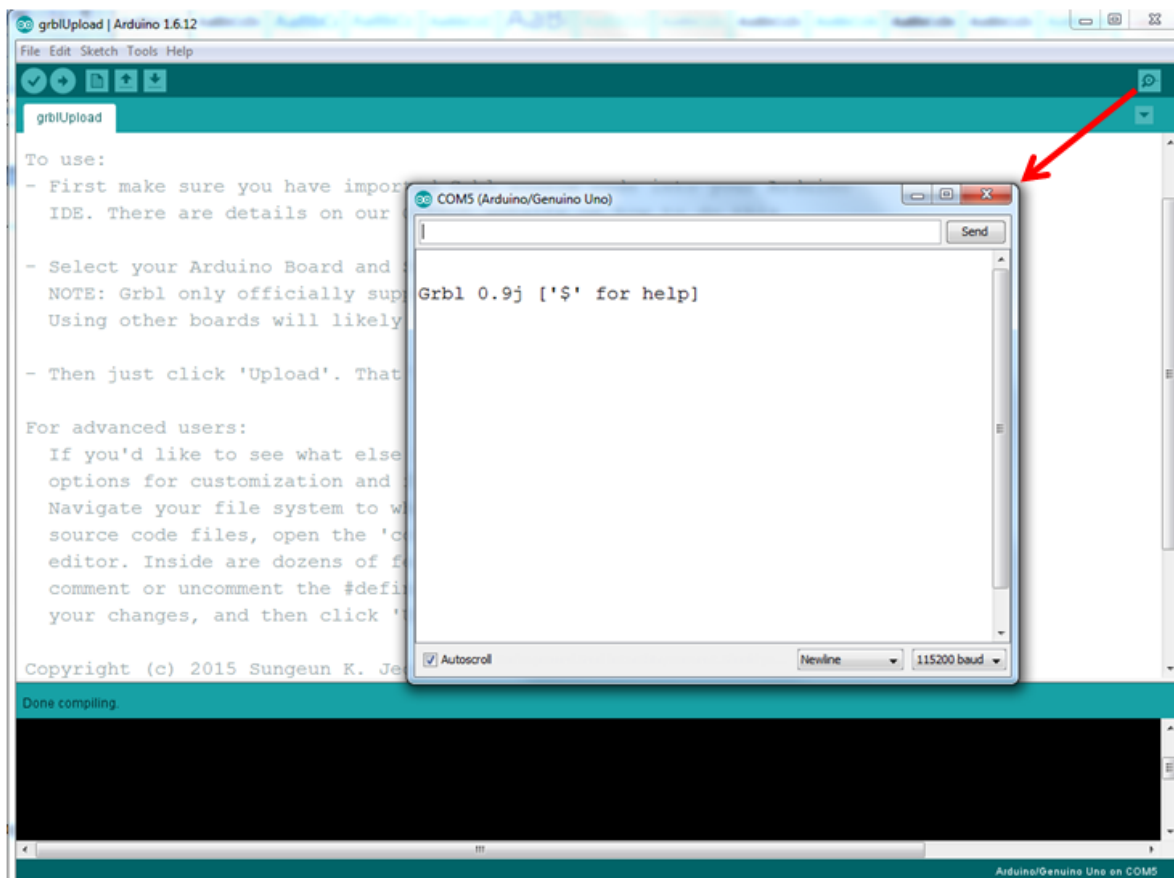 grblUpload | Arduino 1.6.12
File Edit Sketch Tools Help
grblUpload
To use:
- First make sure you have impor
IDE. There are details on our
- Select your Arduino Board and
NOTE: Grbl only officially sup
Using other boards will likely
- Then just click 'Upload'. That
For advanced users:
If you'd like to see what else
options for customization and
Navigate your file system to w
source code files, open the 'co
editor. Inside are dozens of f
comment or uncomment the #defi
your changes, and then click '
Copyright (c) 2015 Sungeun K. Je
COM5 (Arduino/Genuino Uno)
Send
Grbl 0.9j ['$' for help]
Autoscroll
Newline
115200 baud
Done compiling.
Arduino/Genuino Uno on COM5